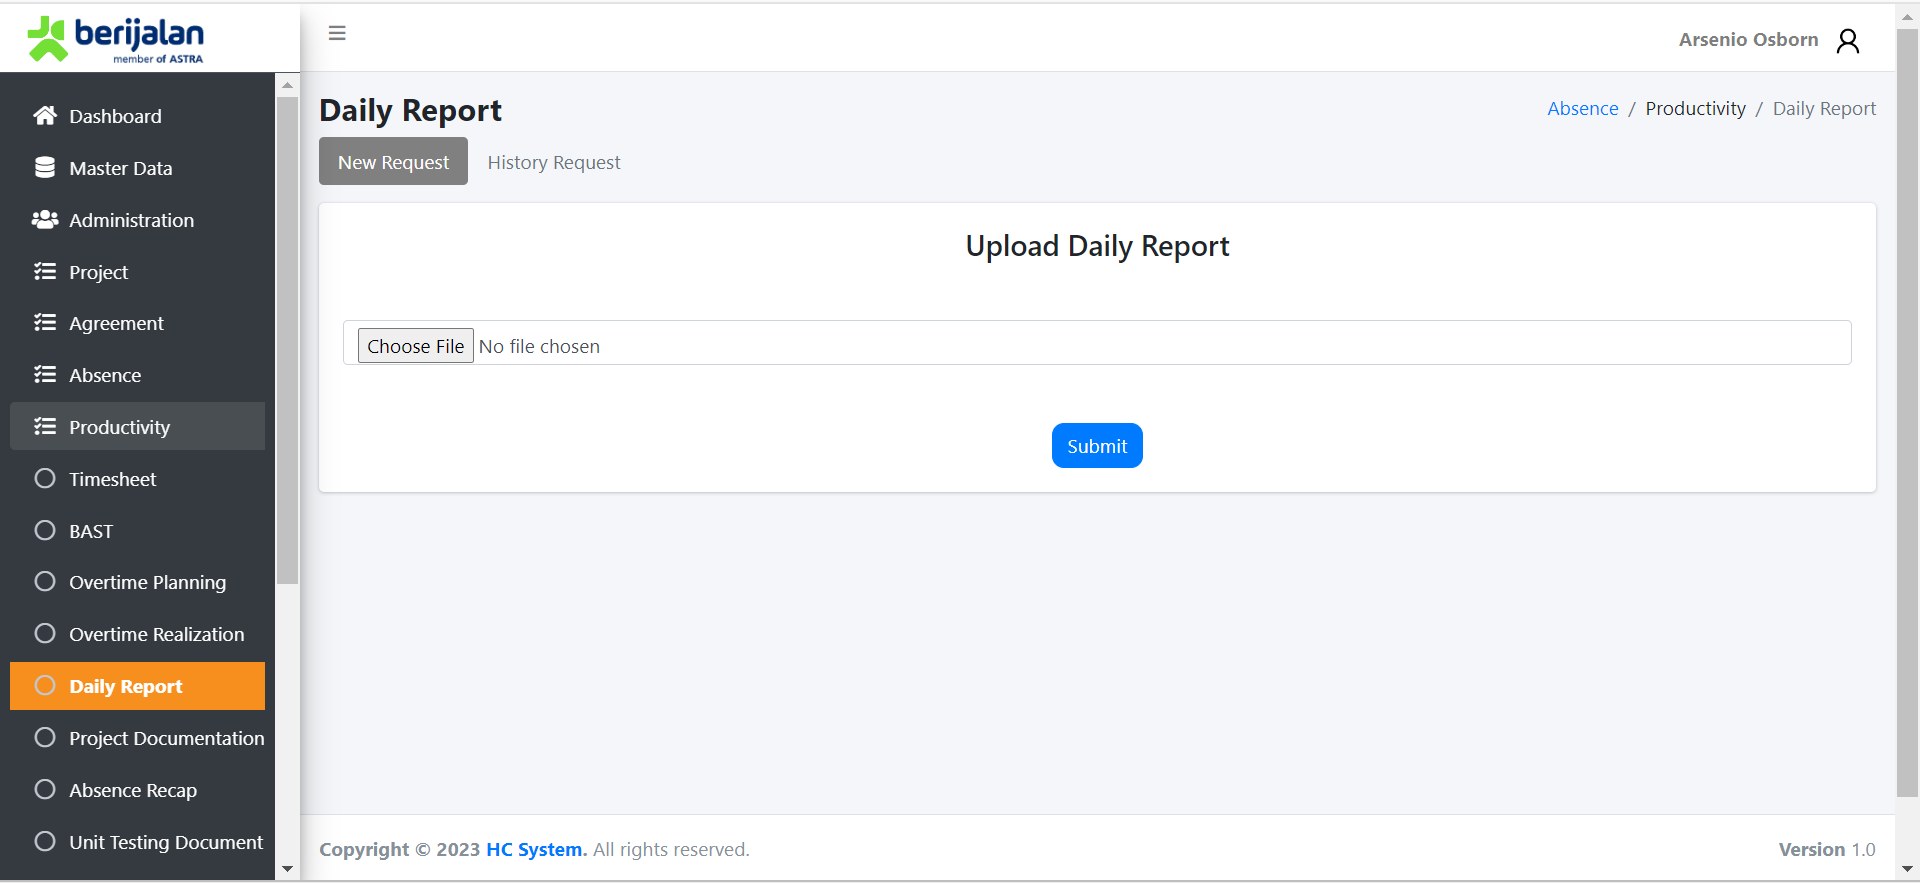 berijalan
member of ASTRA
Arsenio Osborn
Dashboard
Master Data
Administration
Project
Agreement
Absence
Productivity
Timesheet
BAST
Overtime Planning
Overtime Realization
Daily Report
Project Documentation
Absence Recap
Unit Testing Document
Daily Report
Absence / Productivity / Daily Report
New Request
History Request
Upload Daily Report
Choose File No file chosen
Submit
Copyright © 2023 HC System. All rights reserved.
Version 1.0